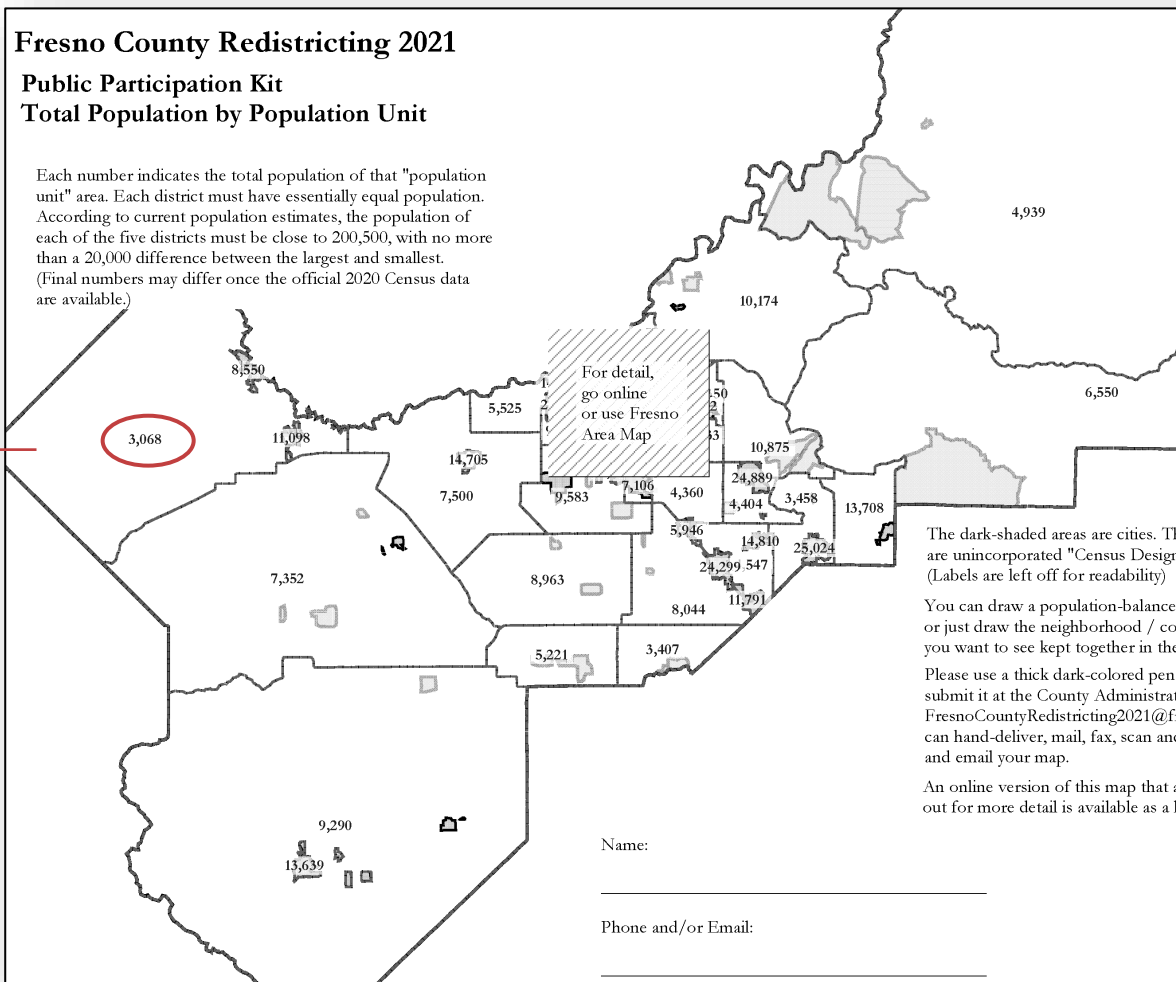 Fresno County Redistricting 2021
Public Participation Kit
Total Population by Population Unit
Each number indicates the total population of that "population
unit" area. Each district must have essentially equal population.
According to current population estimates, the population of
each of the five districts must be close to 200,500, with no more
than a 20,000 difference between the largest and smallest.
(Final numbers may differ once the official 2020 Census data
are available.)
4,939
10,174
8,550
For detail,
go online
or use Fresno
Area Map
6,550
5,525
3,068
11,098
10,875
14,705
24,889
7,500
9,583
7,106
4,360
4,404
3,458
13,708
5,946
14,810
25,024
7,352
8,963
24,299
547
11,791
8,044
5,221
3,407
9,290
13,639
The dark-shaded areas are cities.
are unincorporated "Census
(Labels are left off for readability)
You can draw a
or just draw the neighborhood /
you want to see kept together in
Please use a thick dark-colored pen
submit it at the County
can hand-deliver, mail, fax, scan
and email your map.
An online version of this map that
out for more detail is available as a
Name:
Phone and/or Email: